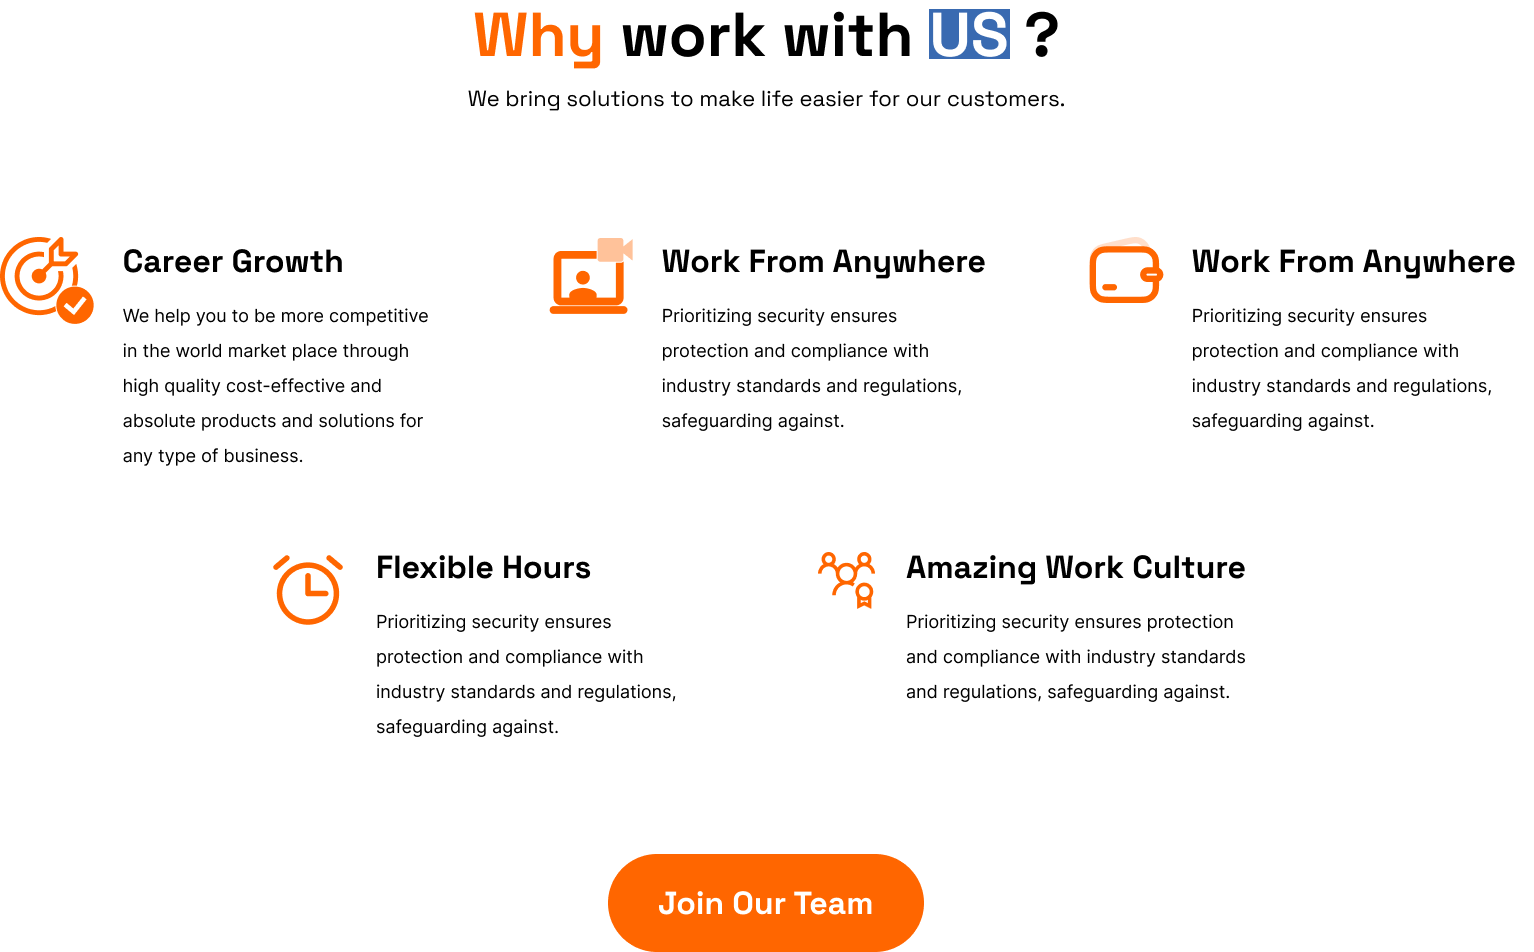 Why work with US ?
We bring solutions to make life easier for our customers.
Career Growth
We help you to be more competitive
in the world market place through
high quality cost-effective and
absolute products and solutions for
any type of business.
Work From Anywhere
Prioritizing security ensures
protection and compliance with
industry standards and regulations,
safeguarding against.
Work From Anywhere
Prioritizing security ensures
protection and compliance with
industry standards and regulations,
safeguarding against.
Flexible Hours
Prioritizing security ensures
protection and compliance with
industry standards and regulations,
safeguarding against.
Amazing Work Culture
Prioritizing security ensures protection
and compliance with industry standards
and regulations, safeguarding against.
Join Our Team